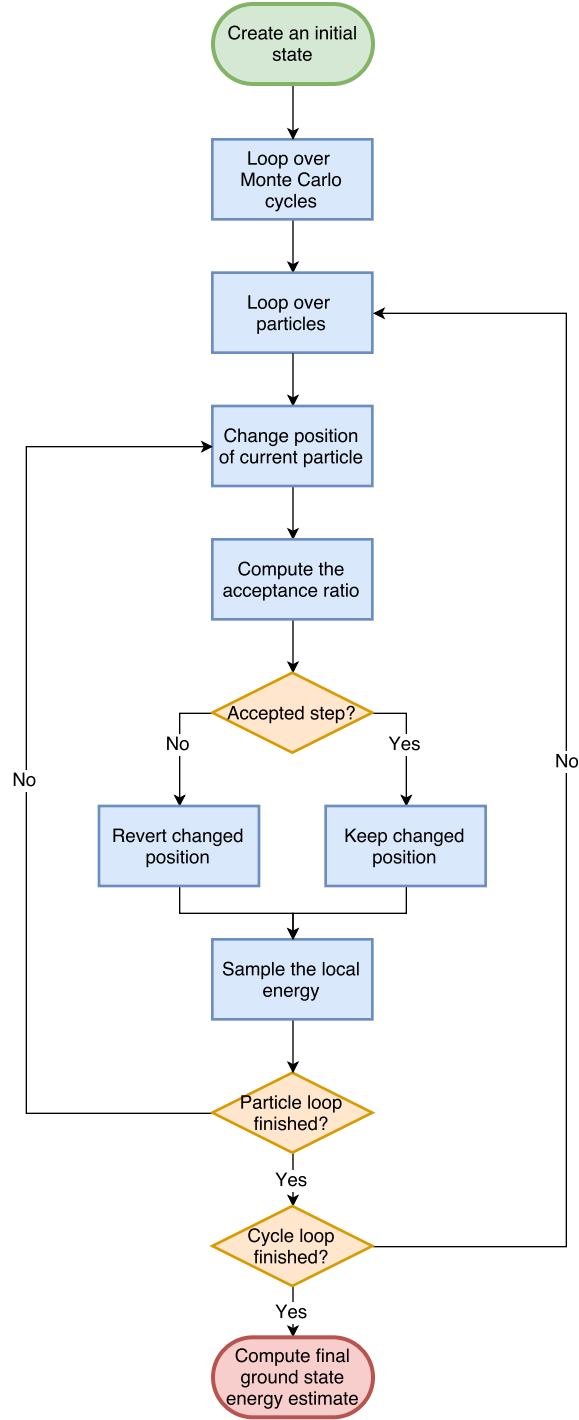 Create an initial
state
Loop over
Monte Carlo
cycles
Loop over
particles
Change position
of current particle
Compute the
acceptance ratio
Accepted step?
No
Yes
No
No
Revert changed
position
Keep changed
position
Sample the local
energy
Particle loop
finished?
Yes
Cycle loop
finished?
Yes
Compute final
ground state
energy estimate